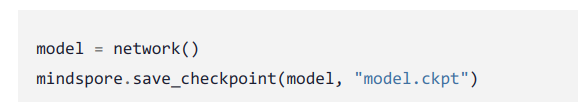 model = network()
mindspore.save_checkpoint(model, "model.ckpt")